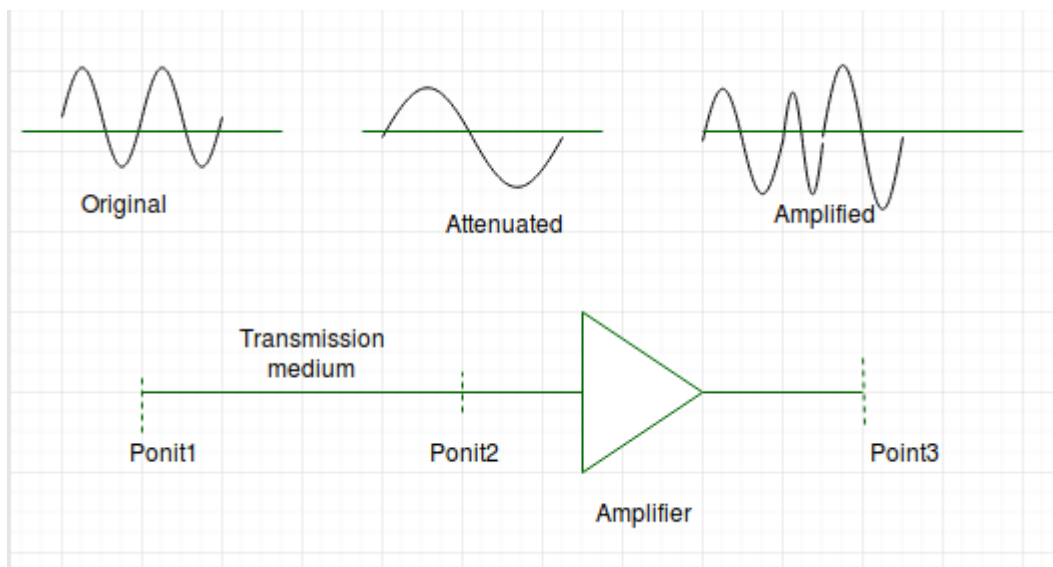 Original
Attenuated
Amplified
Transmission
medium
Ponit1
Ponit2
Point3
Amplifier